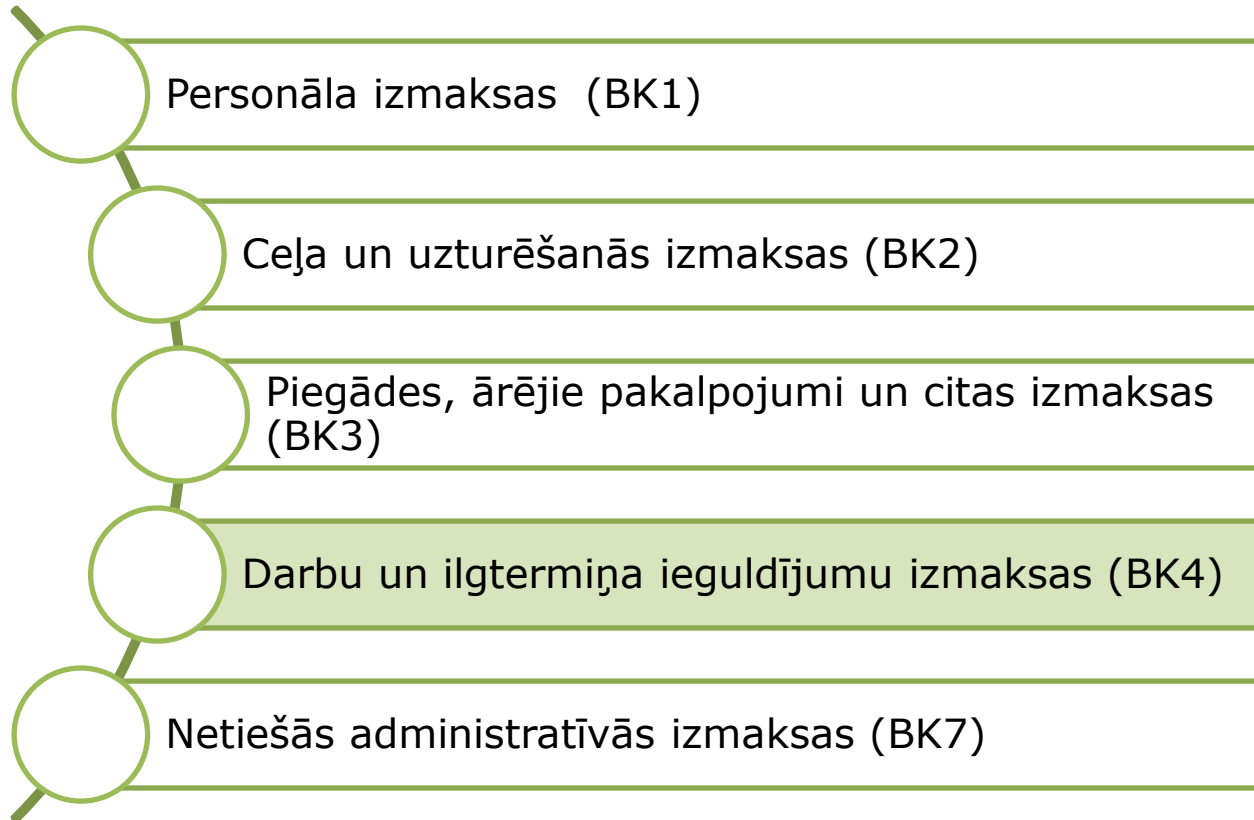 Personāla izmaksas  (BK1)
Ceļa un uzturēšanās izmaksas (BK2)
Piegādes, ārējie pakalpojumi un citas izmaksas
(BK3)
Darbu un ilgtermiņa ieguldījumu izmaksas (BK4)
Netiešās administratīvās izmaksas (BK7)